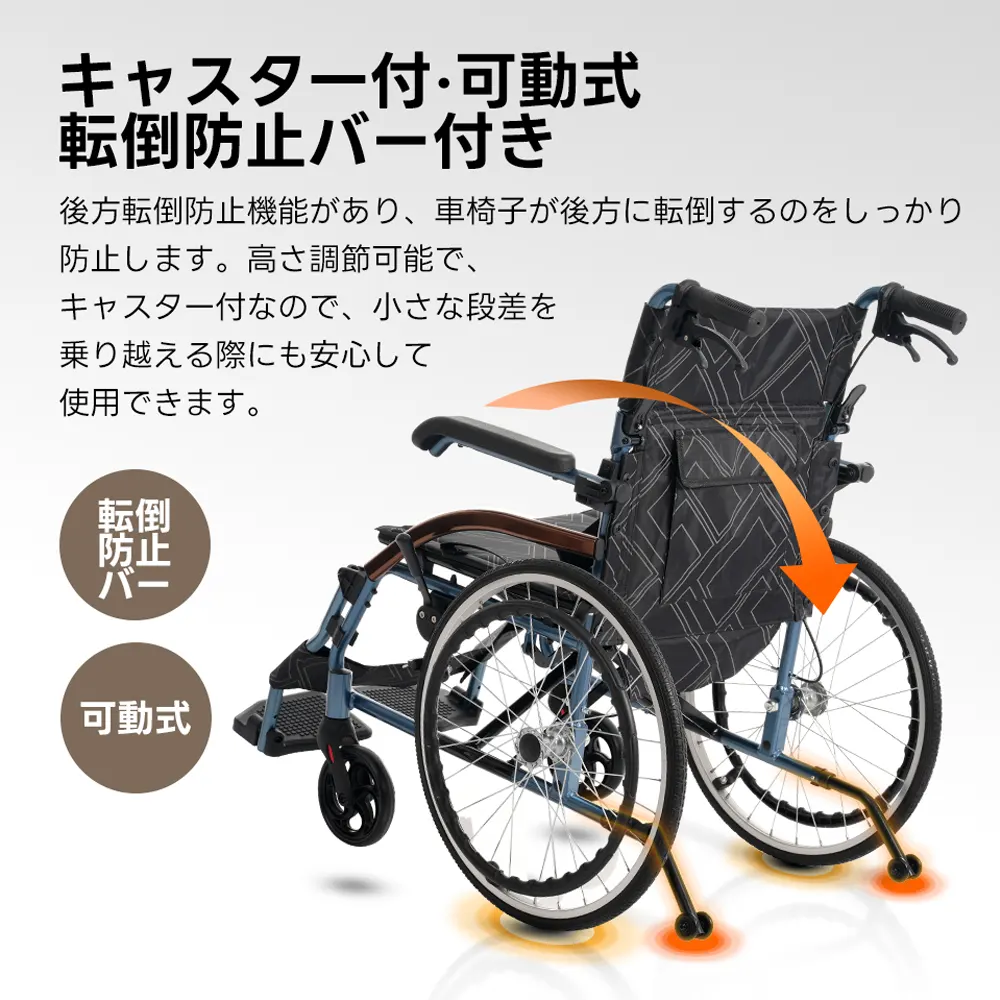 キャスター付・可動式
転倒防止バー付き
後方転倒防止機能があり、車椅子が後方に転倒するのをしっかり
防止します。高さ調節可能で、
キャスター付なので、小さな段差を
乗り越える際にも安心して
使用できます。
転倒
防止
バー
可動式